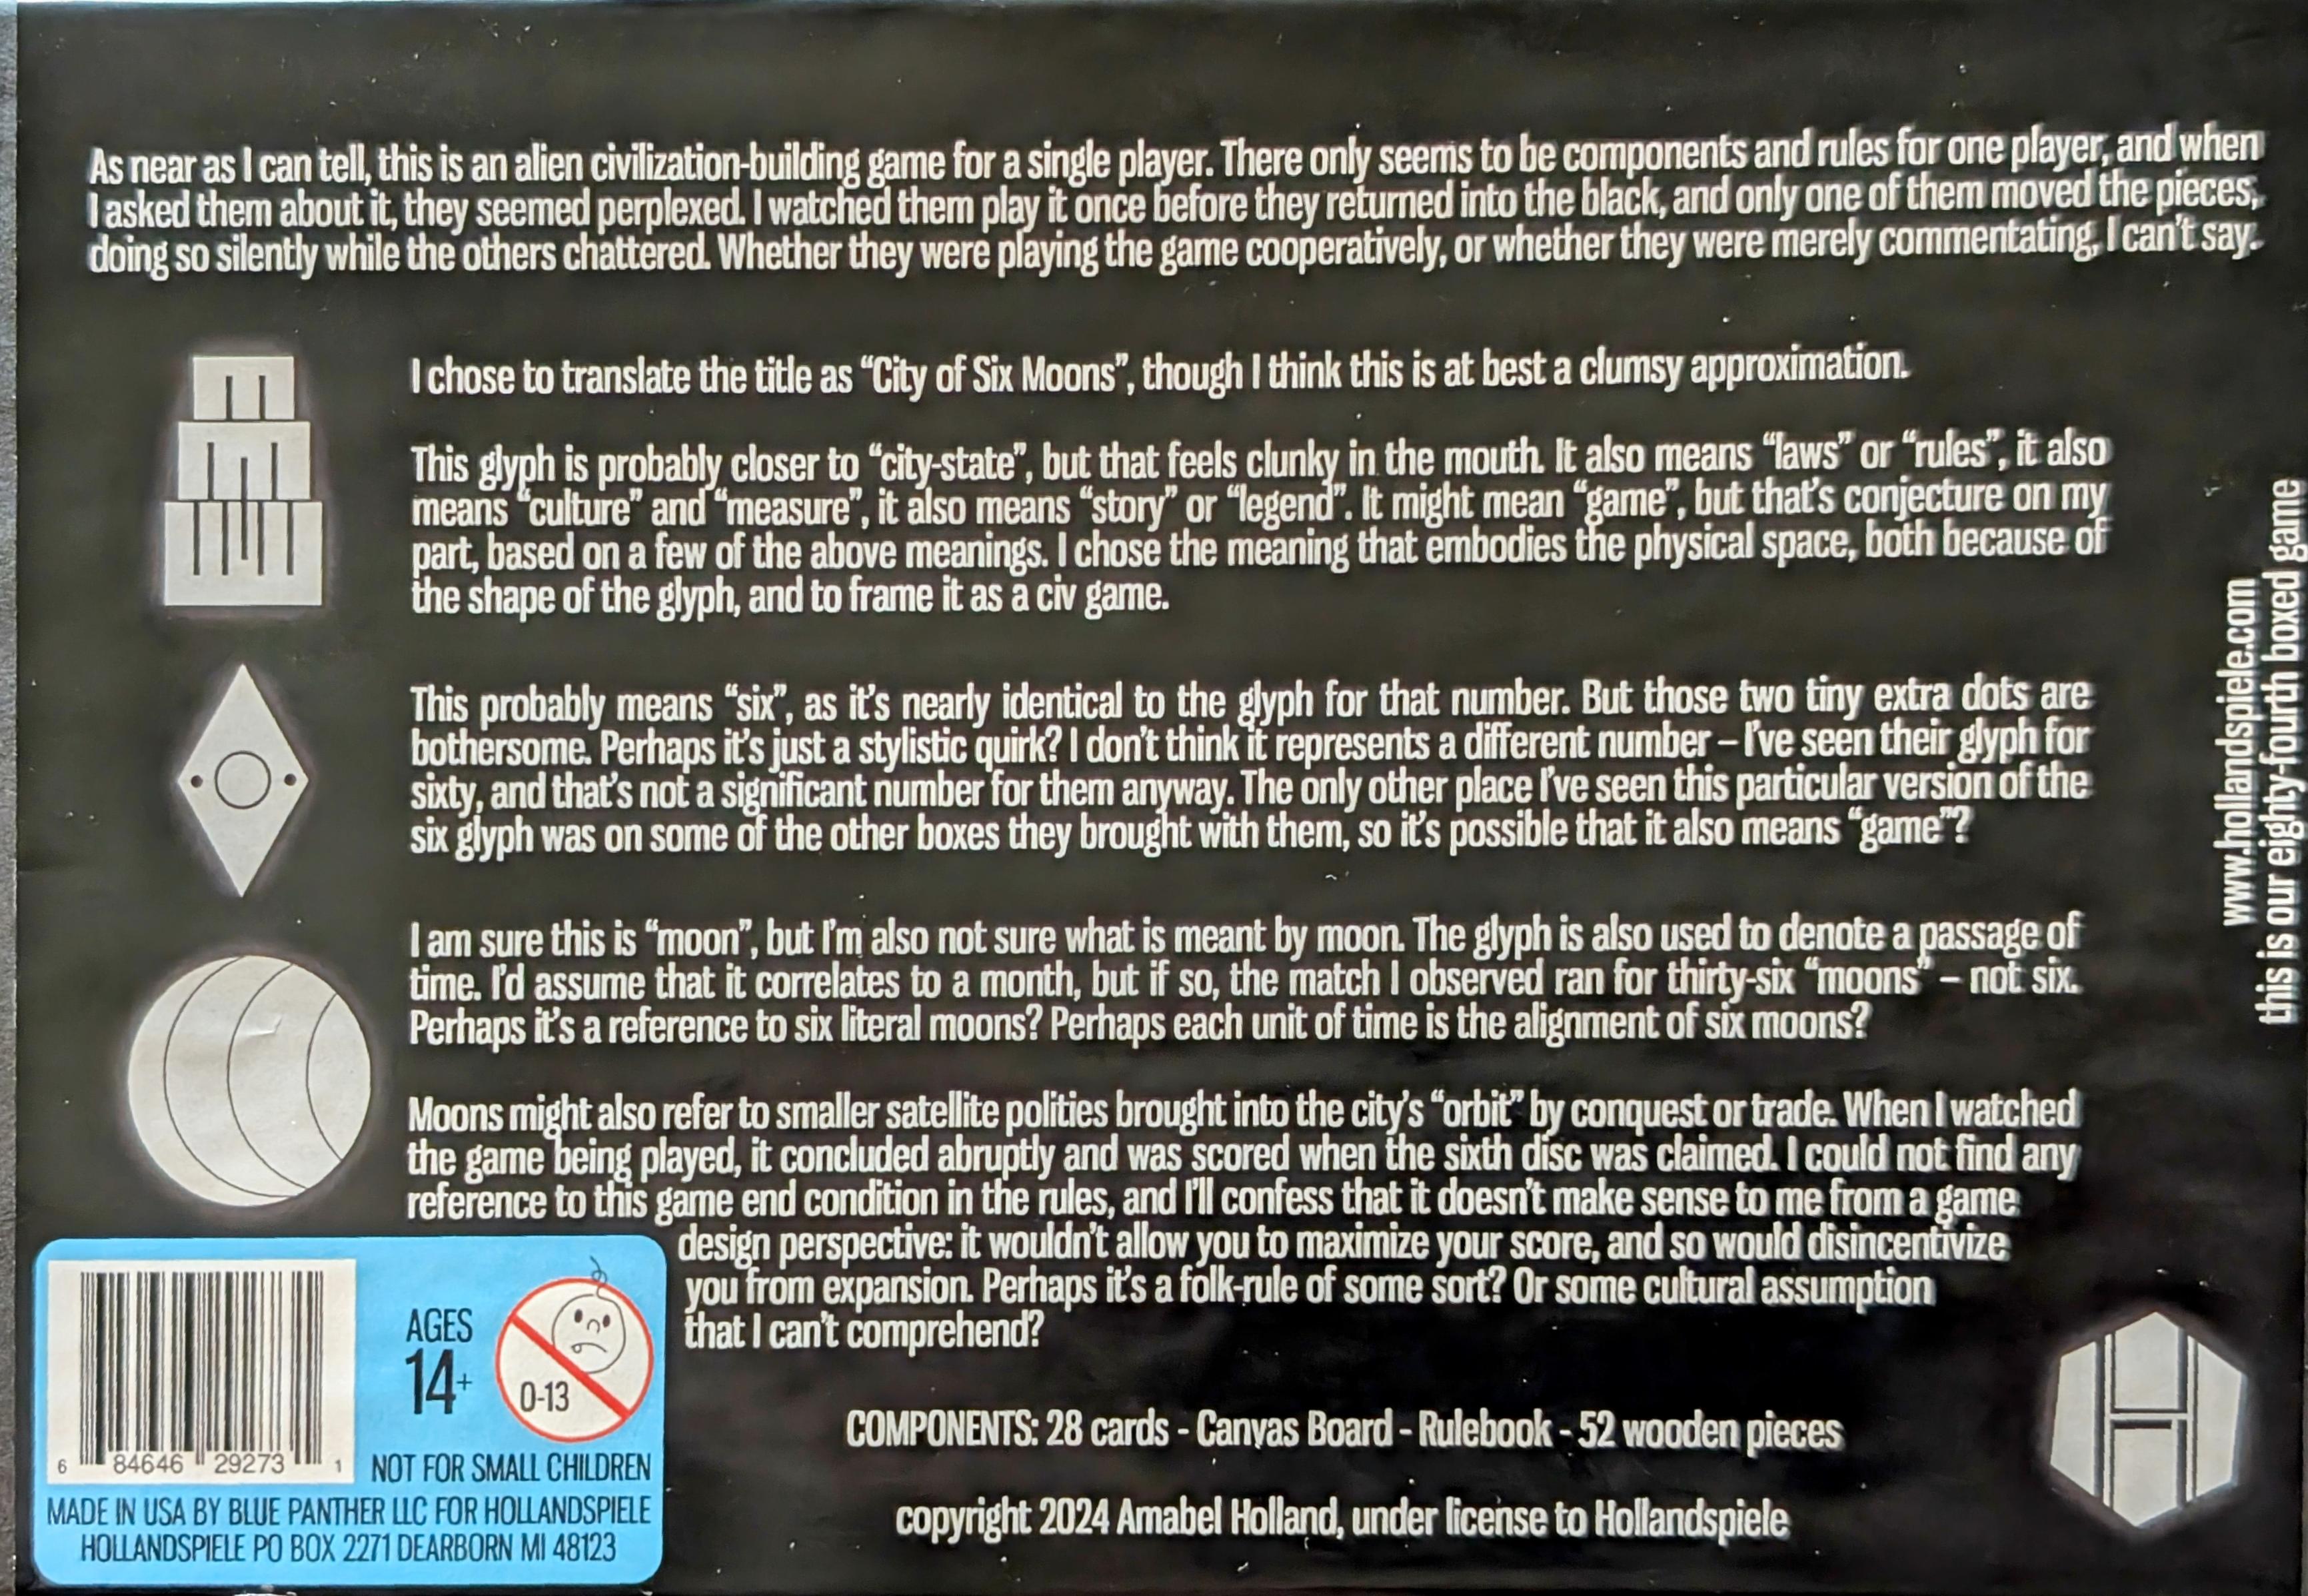 As near as I can tell, this is an alien civilization-building game for a single player. There only seems to be components and rules for one player, and when
I asked them about it, they seemed perplexed. I watched them play it once before they returned into the black, and only one of them moved the pieces,
doing so silently while the others chattered. Whether they were playing the game cooperatively, or whether they were merely commentating, I can't say.
I chose to translate the title as “City of Six Moons”, though I think this is at best a clumsy approximation.
This glyph is probably closer to “city-state”, but that feels clunky in the mouth. It also means “laws” or “rules”, it also
means “culture” and “measure”, it also means “story” or “legend”. It might mean “game”, but that's conjecture on my
part, based on a few of the above meanings. I chose the meaning that embodies the physical space, both because of
the shape of the glyph, and to frame it as a civ game.
This probably means “six”, as it's nearly identical to the glyph for that number. But those two tiny extra dots are
bothersome. Perhaps it's just a stylistic quirk? I don't think it represents a different number – I've seen their glyph for
sixty, and that's not a significant number for them anyway. The only other place I've seen this particular version of the
six glyph was on some of the other boxes they brought with them, so it's possible that it also means “game”?
I am sure this is “moon”, but I'm also not sure what is meant by moon. The glyph is also used to denote a passage of
time. I'd assume that it correlates to a month, but if so, the match I observed ran for thirty-six “moons” – not six.
Perhaps it's a reference to six literal moons? Perhaps each unit of time is the alignment of six moons?
Moons might also refer to smaller satellite polities brought into the city's “orbit” by conquest or trade. When I watched
the game being played, it concluded abruptly and was scored when the sixth disc was claimed. I could not find any
reference to this game end condition in the rules, and I'll confess that it doesn't make sense to me from a game
design perspective: it wouldn't allow you to maximize your score, and so would disincentivize
you from expansion. Perhaps it's a folk-rule of some sort? Or some cultural assumption
that I can't comprehend?
COMPONENTS: 28 cards - Canvas Board - Rulebook - 52 wooden pieces
copyright 2024 Amabel Holland, under license to Hollandspiele
6 84646 29273 1
AGES
14+
0-13
NOT FOR SMALL CHILDREN
MADE IN USA BY BLUE PANTHER LLC FOR HOLLANDSPIELE
HOLLANDSPIELE PO BOX 2271 DEARBORN MI 48123
www.hollandspiele.com
this is our eighty-fourth boxed game
H